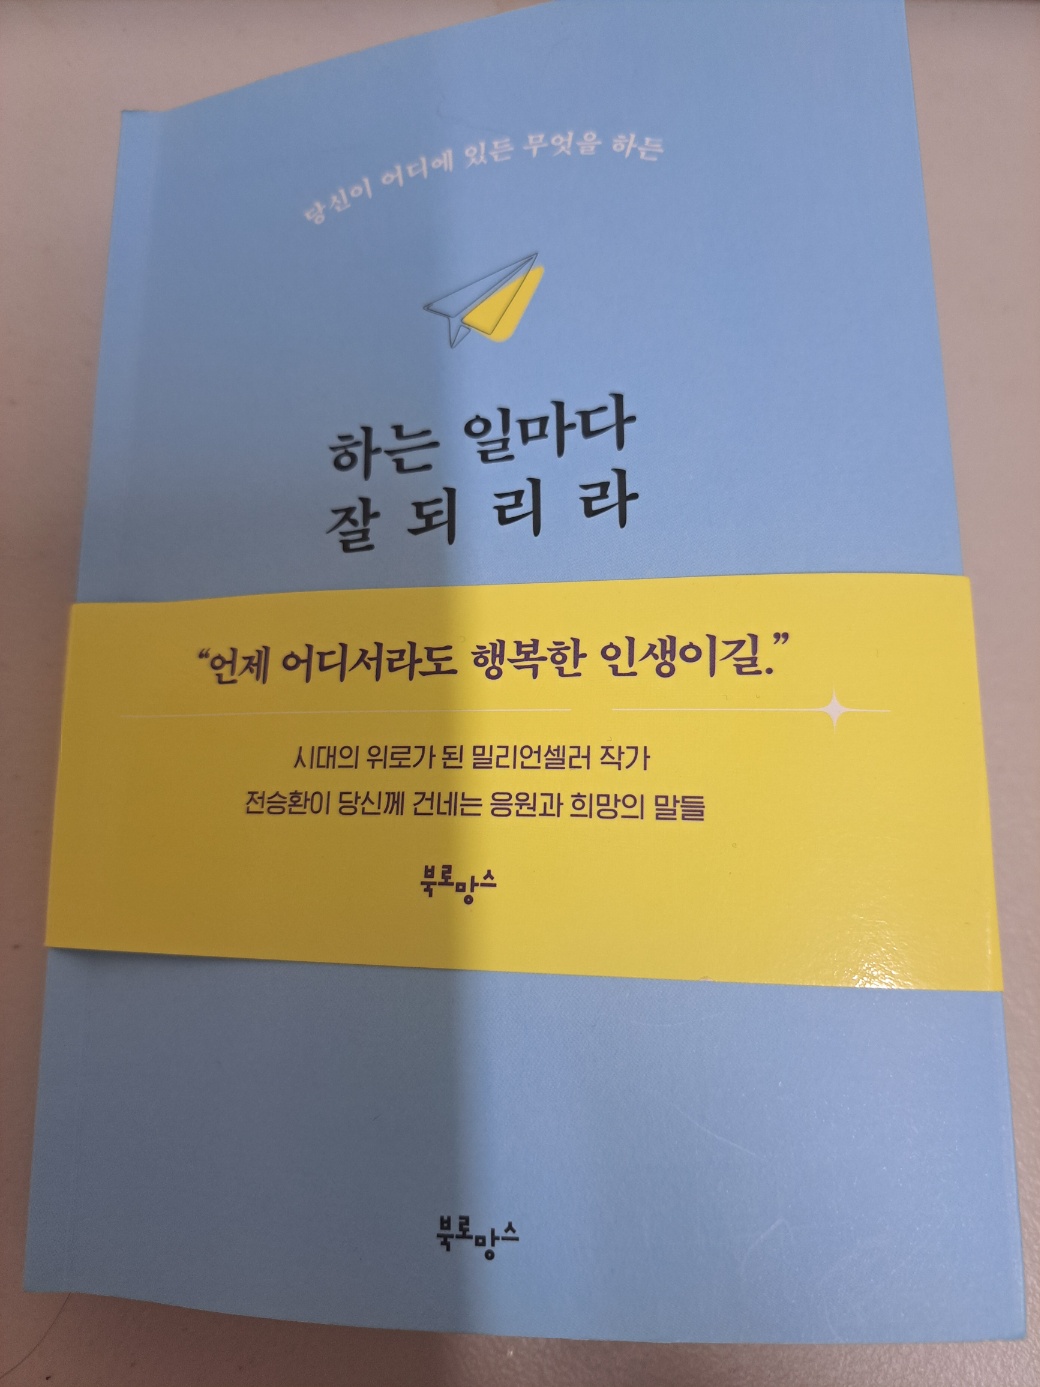 당신이 어디에 있든 무엇을 하든
하는 일마다
잘 되 리 라
“언제 어디서라도 행복한 인생이길.”
시대의 위로가 된 밀리언셀러 작가
전승환이 당신께 건네는 응원과 희망의 말들
북로망스
북로망스